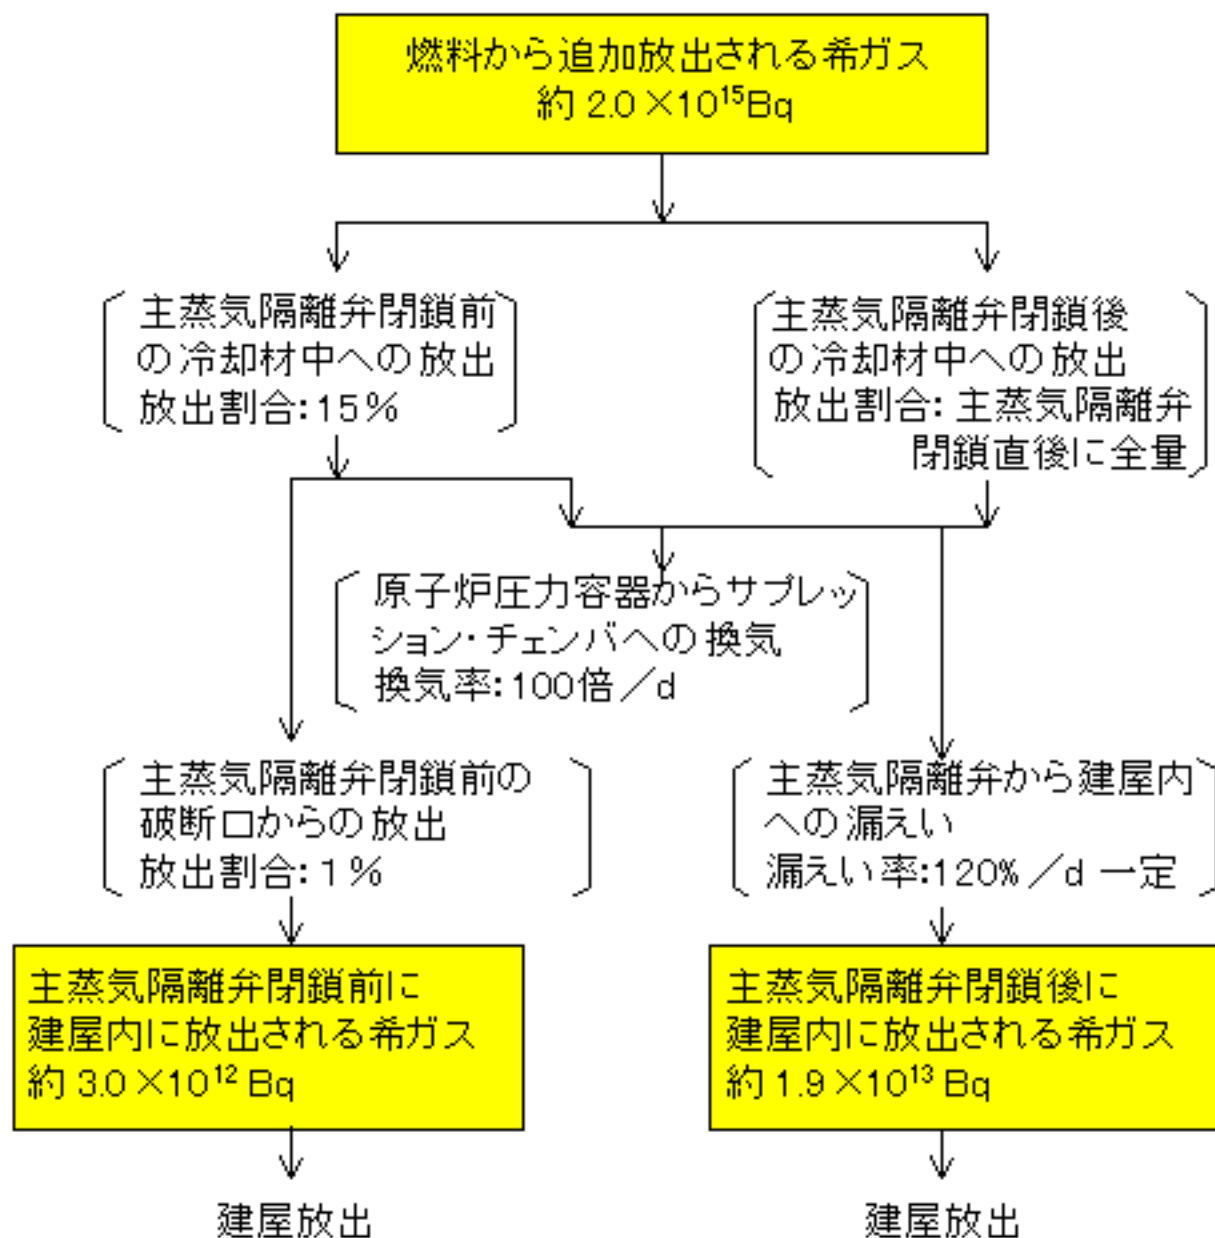 燃料から追加放出される希ガス
約 2.0×10¹⁵Bq
主蒸気隔離弁閉鎖前
の冷却材中への放出
放出割合:15%
主蒸気隔離弁閉鎖後
の冷却材中への放出
放出割合:主蒸気隔離弁
閉鎖直後に全量
原子炉圧力容器からサプレッ
ション・チェンバへの換気
換気率:100倍/d
主蒸気隔離弁閉鎖前の
破断口からの放出
放出割合:1%
主蒸気隔離弁から建屋内
への漏えい
漏えい率:120%/d 一定
主蒸気隔離弁閉鎖前に
建屋内に放出される希ガス
約 3.0×10¹² Bq
主蒸気隔離弁閉鎖後に
建屋内に放出される希ガス
約 1.9×10¹³ Bq
建屋放出
建屋放出